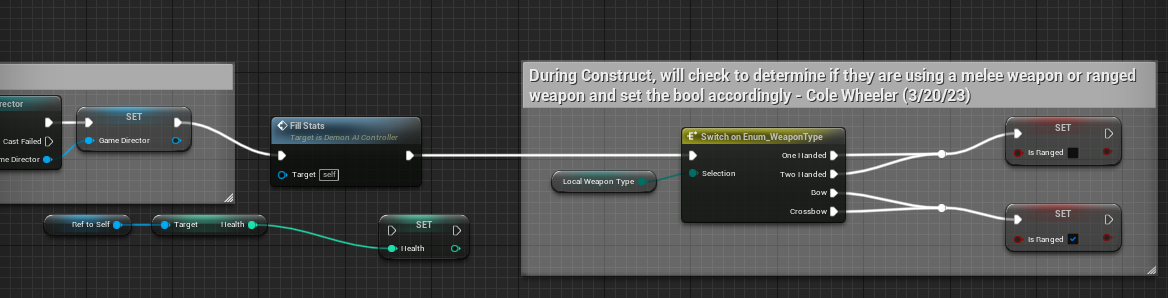 During Construct, will check to determine if they are using a melee weapon or ranged
weapon and set the bool accordingly - Cole Wheeler (3/20/23)
rector
Cast Failed
me Director
SET
Game Director
Fill Stats
Target is Demon AI Controller
Target self
Switch on Enum_WeaponType
One Handed
Selection
Two Handed
Bow
Crossbow
Local Weapon Type
SET
Is Ranged
SET
Is Ranged
Ref to Self
Target Health
SET
Health